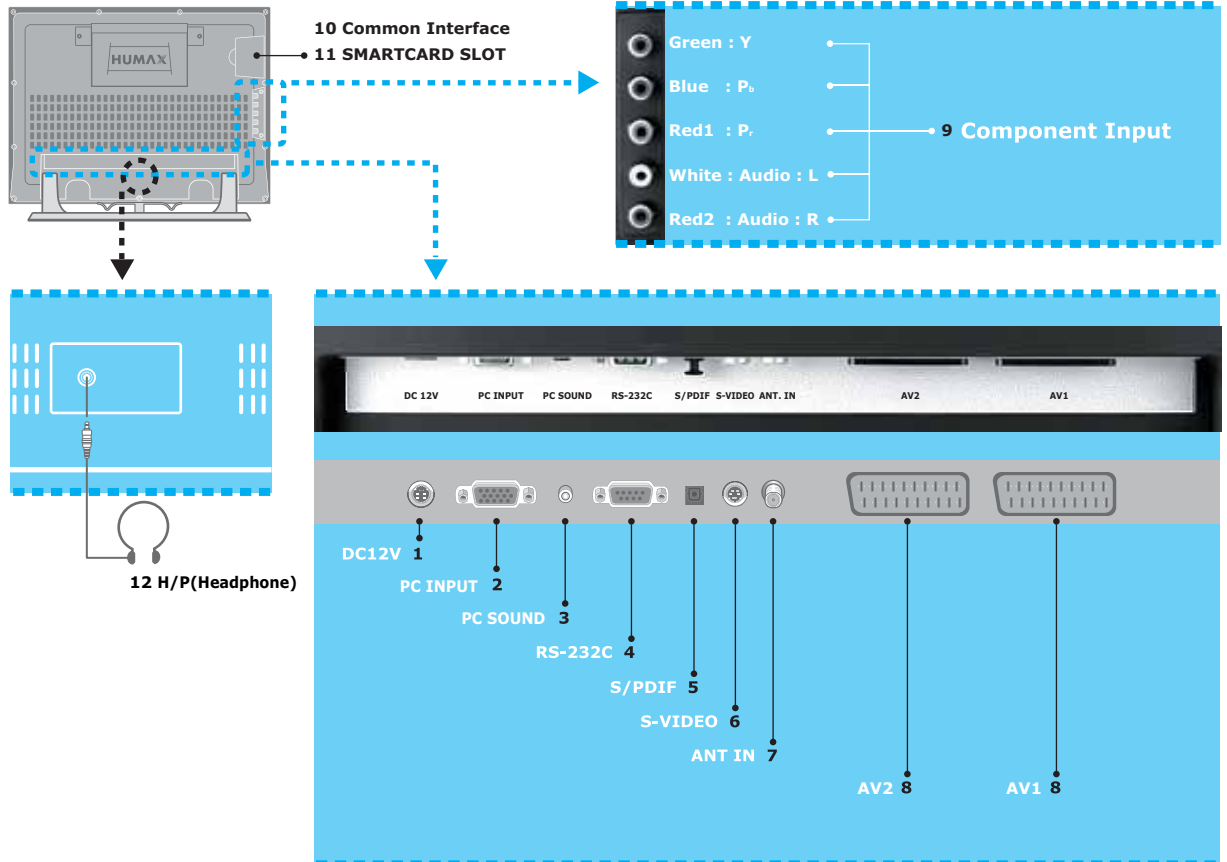 HUMAX
10 Common Interface
11 SMARTCARD SLOT
Green : Y
Blue : Pb
Red1 : Pr
White : Audio : L
Red2 : Audio : R
9 Component Input
12 H/P(Headphone)
DC 12V PC INPUT PC SOUND RS-232C S/PDIF S-VIDEO ANT. IN AV2 AV1
DC12V 1
PC INPUT 2
PC SOUND 3
RS-232C 4
S/PDIF 5
S-VIDEO 6
ANT IN 7
AV2 8 AV1 8